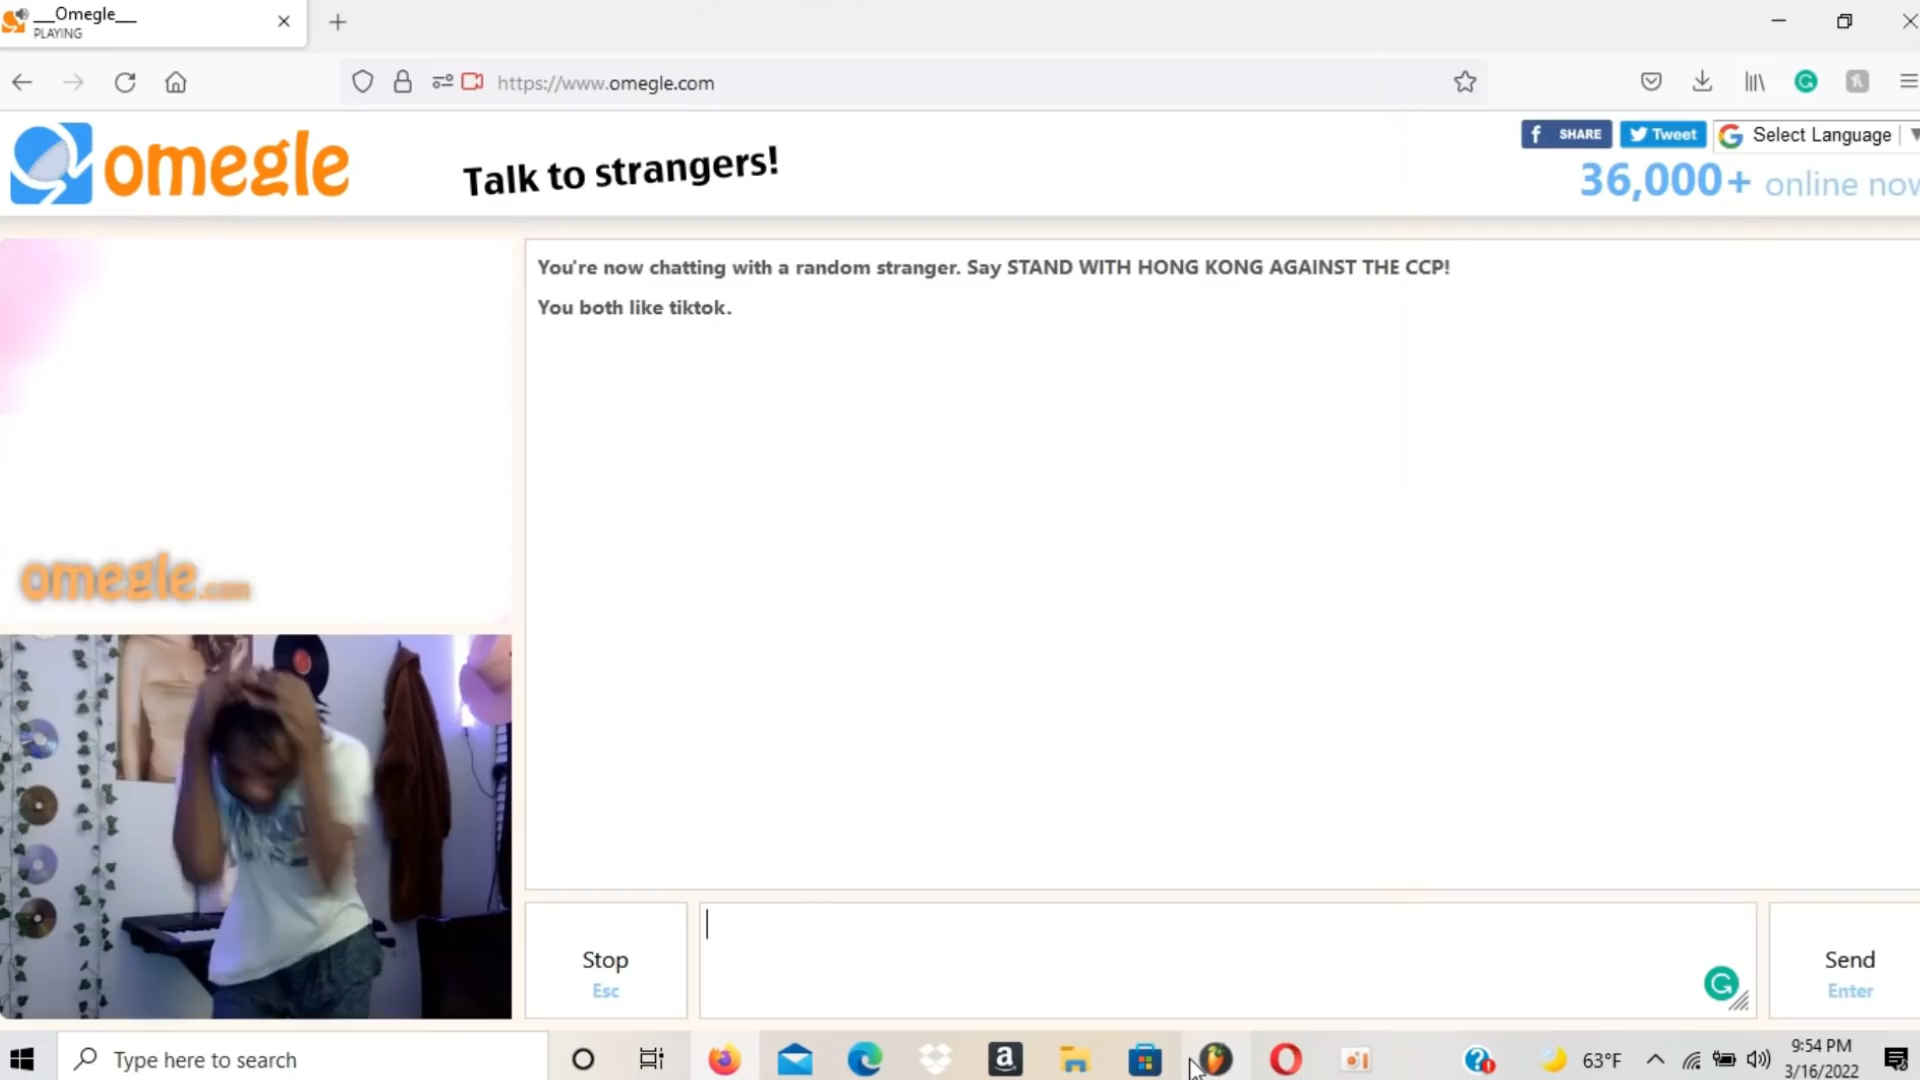 __Omegle__
PLAYING
https://www.omegle.com
omegle
Talk to strangers!
f SHARE
Tweet
Select Language
36,000+ online now
You're now chatting with a random stranger. Say STAND WITH HONG KONG AGAINST THE CCP!
You both like tiktok.
omegle.com
Stop
Esc
Send
Enter
Type here to search
63°F
9:54 PM
3/16/2022